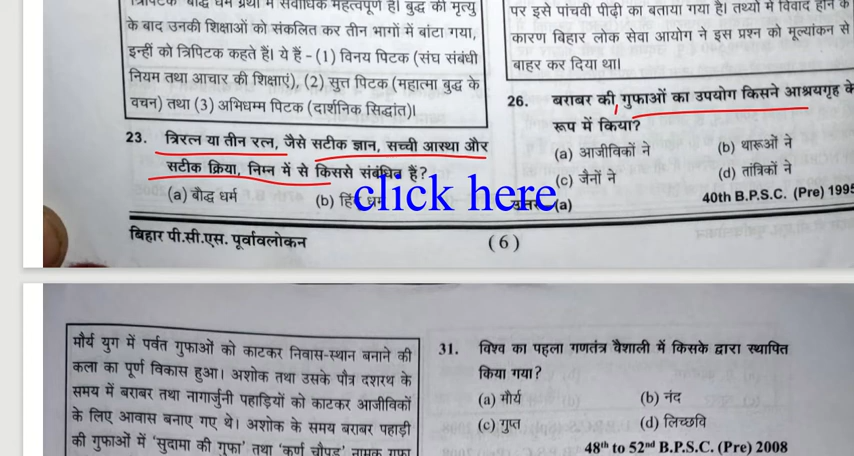 त्रिपिटक बौद्ध धर्म ग्रंथों में सर्वाधिक महत्वपूर्ण हैं। बुद्ध की मृत्यु
के बाद उनकी शिक्षाओं को संकलित कर तीन भागों में बांटा गया,
इन्हीं को त्रिपिटक कहते हैं। ये हैं - (1) विनय पिटक (संघ संबंधी
नियम तथा आचार की शिक्षाएं), (2) सुत्त पिटक (महात्मा बुद्ध के
वचन) तथा (3) अभिधम्म पिटक (दार्शनिक सिद्धांत)।
23. त्रिरत्न या तीन रत्न, जैसे सटीक ज्ञान, सच्ची आस्था और
सटीक क्रिया, निम्न में से किससे संबंधित हैं?
(a) बौद्ध धर्म (b) हिंदू धर्म
पर इसे पांचवी पीढ़ी का बताया गया है। तथ्यों में विवाद होने के
कारण बिहार लोक सेवा आयोग ने इस प्रश्न को मूल्यांकन से
बाहर कर दिया था।
26. बराबर की गुफाओं का उपयोग किसने आश्रयगृह के
रूप में किया?
(a) आजीविकों ने (b) थारूओं ने
(c) जैनों ने (d) तांत्रिकों ने
उत्तर-(a) 40th B.P.S.C. (Pre) 1995
click here
बिहार पी.सी.एस. पूर्वावलोकन (6)
मौर्य युग में पर्वत गुफाओं को काटकर निवास-स्थान बनाने की
कला का पूर्ण विकास हुआ। अशोक तथा उसके पौत्र दशरथ के
समय में बराबर तथा नागार्जुनी पहाड़ियों को काटकर आजीविकों
के लिए आवास बनाए गए थे। अशोक के समय बराबर पहाड़ी
की गुफाओं में 'सुदामा की गुफा' तथा 'कर्ण चौपड़' नामक गुफा
31. विश्व का पहला गणतंत्र वैशाली में किसके द्वारा स्थापित
किया गया?
(a) मौर्य (b) नंद
(c) गुप्त (d) लिच्छवि
48th to 52nd B.P.S.C. (Pre) 2008